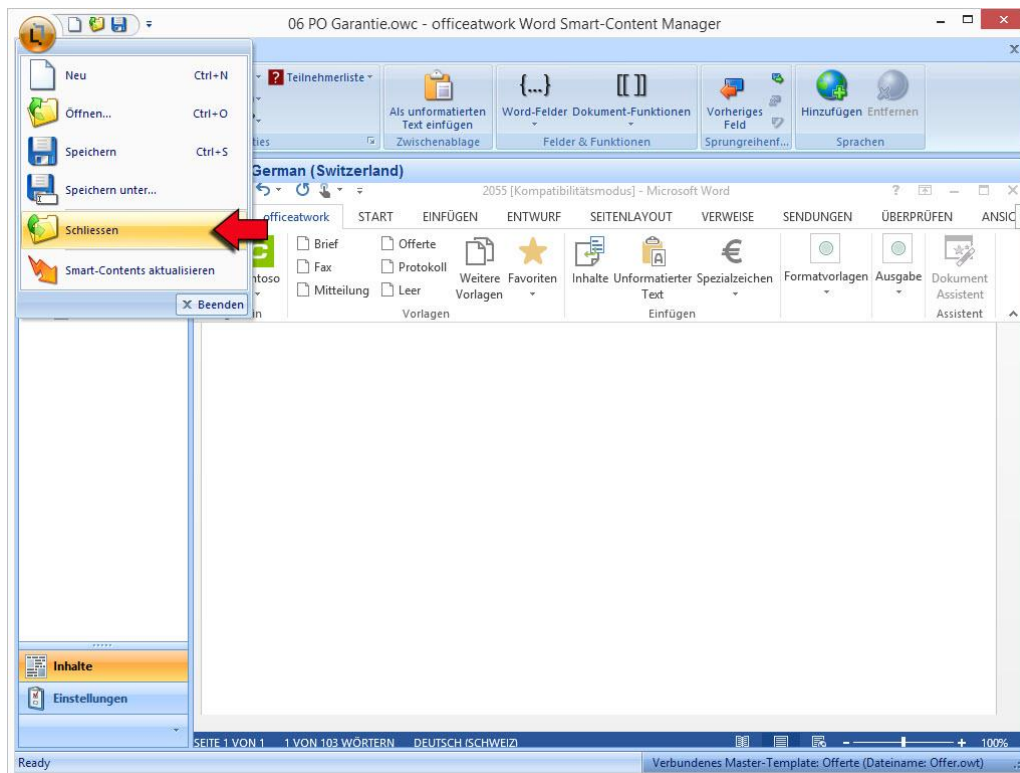 06 PO Garantie.owc - officeatwork Word Smart-Content Manager
Neu Ctrl+N
Öffnen... Ctrl+O
Speichern Ctrl+S
Speichern unter...
Schliessen
Smart-Contents aktualisieren
Beenden
Teilnehmerliste
Als unformatierten
Text einfügen
Zwischenablage
{...}
Word-Felder
[[ ]]
Dokument-Funktionen
Felder & Funktionen
Vorheriges
Feld
Sprungreihenf...
Hinzufügen
Entfernen
Sprachen
German (Switzerland)
2055 [Kompatibilitätsmodus] - Microsoft Word
officeatwork START EINFÜGEN ENTWURF SEITENLAYOUT VERWEISE SENDUNGEN ÜBERPRÜFEN ANSIC
Brief
Fax
Mitteilung
Offerte
Protokoll
Leer
Weitere
Vorlagen
Favoriten
Vorlagen
Inhalte
Unformatierter
Text
Spezialzeichen
Einfügen
Formatvorlagen
Ausgabe
Dokument
Assistent
Assistent
Inhalte
Einstellungen
SEITE 1 VON 1 1 VON 103 WÖRTERN DEUTSCH (SCHWEIZ) 100%
Ready Verbundenes Master-Template: Offerte (Dateiname: Offer.owt)